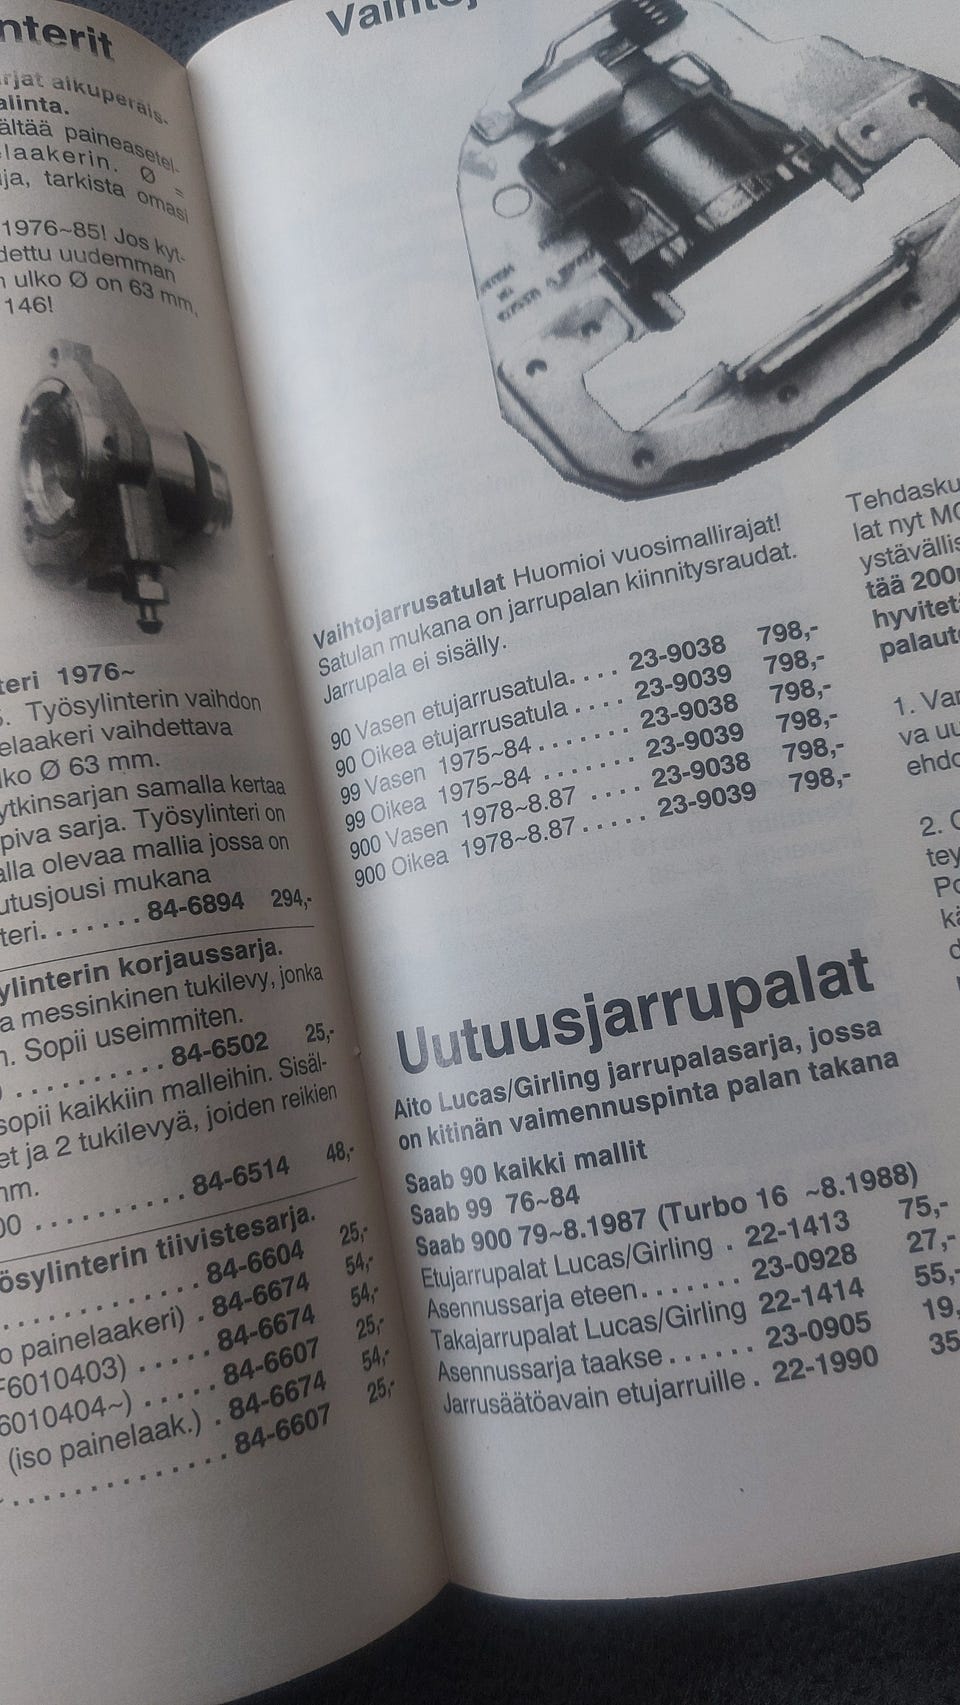 nterit
rjat alkuperäis-
alinta.
ältää paineasetel-
elaakerin. Ø =
ja, tarkista omasi
1976~85! Jos kyt-
dettu uudemman
n ulko Ø on 63 mm,
146!
teri 1976~
. Työsylinterin vaihdon
elaakeri vaihdettava
lko Ø 63 mm.
ytkinsarjan samalla kertaa
piva sarja. Työsylinteri on
alla olevaa mallia jossa on
utusjousi mukana
teri. . . . . . . 84-6894 294,-
ylinterin korjaussarja.
a messinkinen tukilevy, jonka
n. Sopii useimmiten.
) . . . . . . . . . . 84-6502 25,-
sopii kaikkiin malleihin. Sisäl-
et ja 2 tukilevyä, joiden reikien
nm.
00 . . . . . . . . . . 84-6514 48,-
ösylinterin tiivistesarja.
. . . . . . . . . . . . . 84-6604 25,-
o painelaakeri) . 84-6674 54,-
F6010403) . . . . . 84-6674 54,-
6010404~) . . . . . 84-6607 25,-
(iso painelaak.) . 84-6674 54,-
. . . . . . . . . . . . . . 84-6607 25,-
Vaihtoj
Vaihtojarrusatulat Huomioi vuosimallirajat!
Satulan mukana on jarrupalan kiinnitysraudat.
Jarrupala ei sisälly.
90 Vasen etujarrusatula. . . . 23-9038 798,-
90 Oikea etujarrusatula . . . . 23-9039 798,-
99 Vasen 1975~84 . . . . . . . 23-9038 798,-
99 Oikea 1975~84 . . . . . . . 23-9039 798,-
900 Vasen 1978~8.87 . . . . 23-9038 798,-
900 Oikea 1978~8.87 . . . . . 23-9039 798,-
Uutuusjarrupalat
Aito Lucas/Girling jarrupalasarja, jossa
on kitinän vaimennuspinta palan takana
Saab 90 kaikki mallit
Saab 99 76~84
Saab 900 79~8.1987 (Turbo 16 ~8.1988)
Etujarrupalat Lucas/Girling . 22-1413 75,-
Asennussarja eteen. . . . . . . 23-0928 27,-
Takajarrupalat Lucas/Girling 22-1414 55,-
Asennussarja taakse . . . . . . 23-0905 19,
Jarrusäätöavain etujarruille . 22-1990 35
Tehdasku
lat nyt MO
ystävällis
tää 200
hyvitet
palaut
1. Var
va uu
ehdo
2. O
tey
Po
kä
d